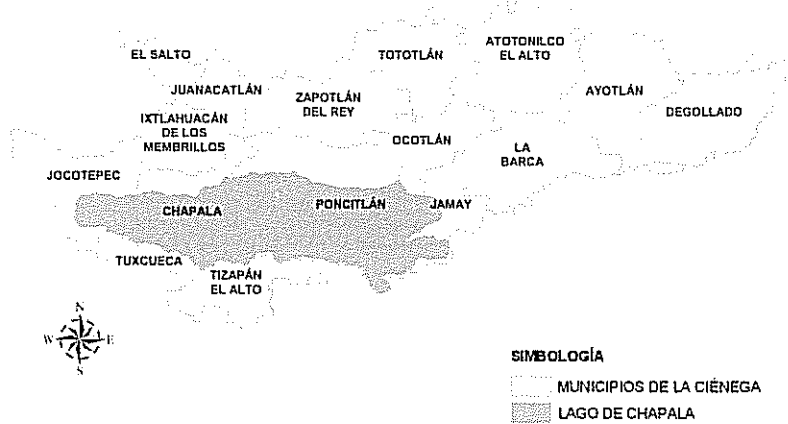 EL SALTO
TOTOTLÁN
ATOTONILCO
EL ALTO
JUANACATLÁN
ZAPOTLÁN
DEL REY
AYOTLÁN
DEGOLLADO
IXTLAHUACÁN
DE LOS
MEMBRILLOS
OCOTLÁN
LA
BARCA
JOCOTEPEC
CHAPALA
PONCITLÁN
JAMAY
TUXCUECA
TIZAPÁN
EL ALTO
N
W
E
S
SIMBOLOGÍA
MUNICIPIOS DE LA CIÉNEGA
LAGO DE CHAPALA